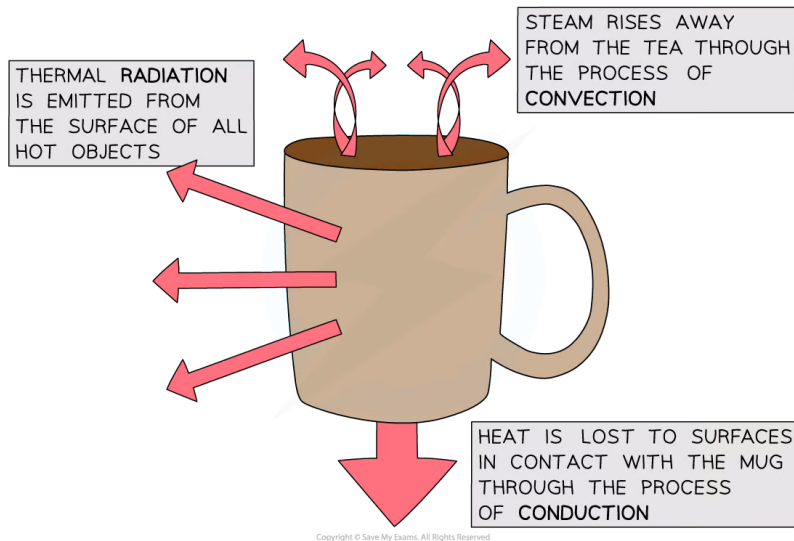 STEAM RISES AWAY
FROM THE TEA THROUGH
THE PROCESS OF
CONVECTION
THERMAL RADIATION
IS EMITTED FROM
THE SURFACE OF ALL
HOT OBJECTS
HEAT IS LOST TO SURFACES
IN CONTACT WITH THE MUG
THROUGH THE PROCESS
OF CONDUCTION
Copyright © Save My Exams. All Rights Reserved